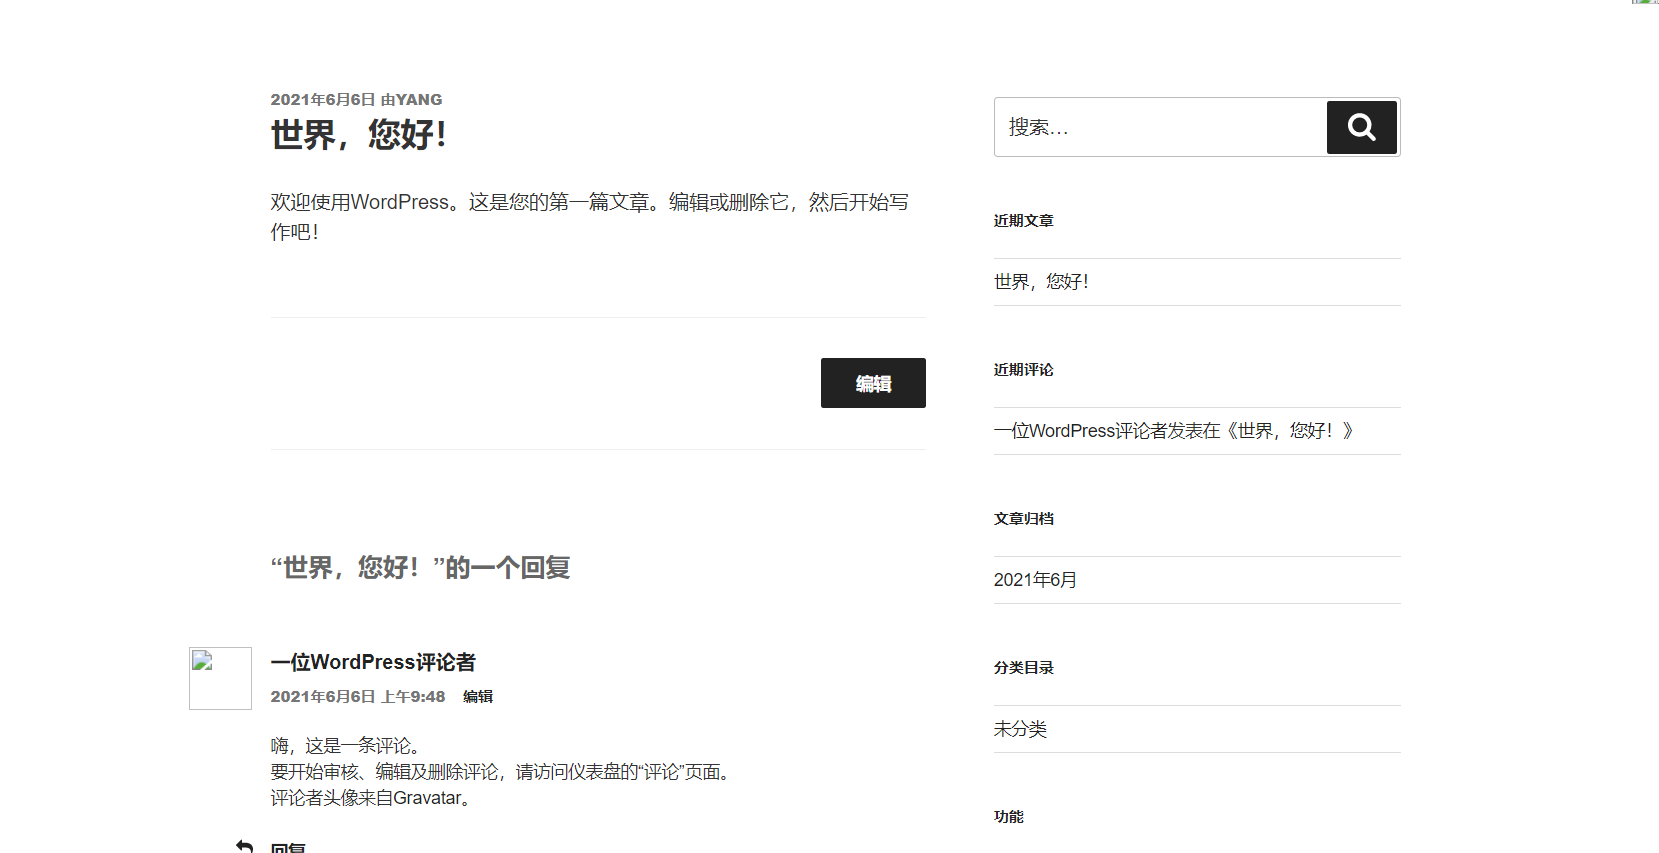 2021年6月6日 由YANG
世界，您好！
欢迎使用WordPress。这是您的第一篇文章。编辑或删除它，然后开始写
作吧！
编辑
“世界，您好！”的一个回复
一位WordPress评论者
2021年6月6日 上午9:48 编辑
嗨，这是一条评论。
要开始审核、编辑及删除评论，请访问仪表盘的“评论”页面。
评论者头像来自Gravatar。
回复
搜索…
近期文章
世界，您好！
近期评论
一位WordPress评论者发表在《世界，您好！》
文章归档
2021年6月
分类目录
未分类
功能